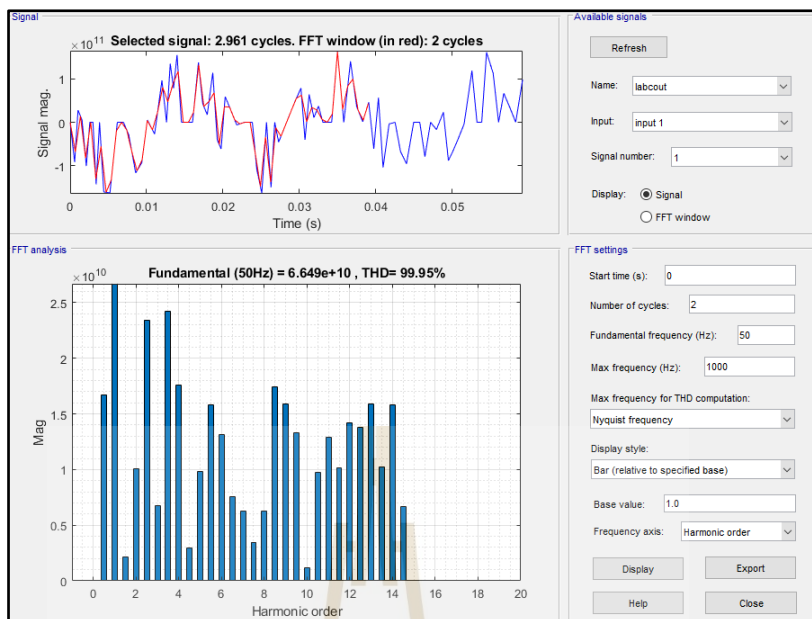 Signal
Selected signal: 2.961 cycles. FFT window (in red): 2 cycles
×10^11
1
0
-1
Signal mag.
0
0.01
0.02
0.03
0.04
0.05
Time (s)
Available signals
Refresh
Name:
labcout
Input:
input 1
Signal number:
1
Display:
Signal
FFT window
FFT analysis
Fundamental (50Hz) = 6.649e+10 , THD= 99.95%
×10^10
2.5
2
1.5
1
0.5
0
Mag
0
2
4
6
8
10
12
14
16
18
20
Harmonic order
FFT settings
Start time (s):
0
Number of cycles:
2
Fundamental frequency (Hz):
50
Max frequency (Hz):
1000
Max frequency for THD computation:
Nyquist frequency
Display style:
Bar (relative to specified base)
Base value:
1.0
Frequency axis:
Harmonic order
Display
Export
Help
Close